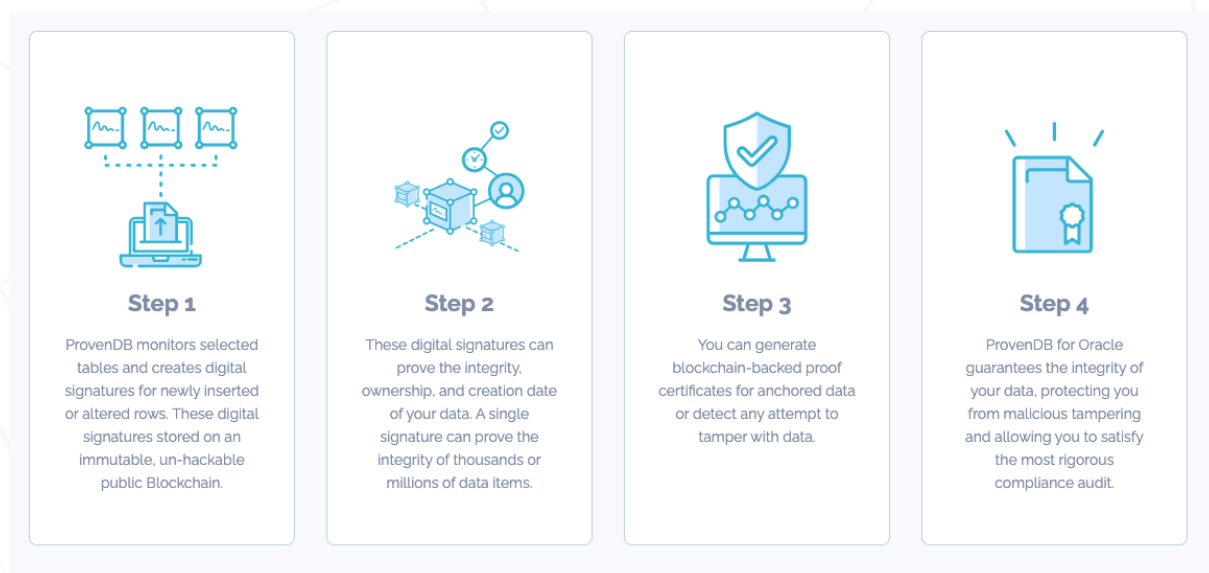 Step 1
ProvenDB monitors selected
tables and creates digital
signatures for newly inserted
or altered rows. These digital
signatures stored on an
immutable, un-hackable
public Blockchain.
Step 2
These digital signatures can
prove the integrity,
ownership, and creation date
of your data. A single
signature can prove the
integrity of thousands or
millions of data items.
Step 3
You can generate
blockchain-backed proof
certificates for anchored data
or detect any attempt to
tamper with data.
Step 4
ProvenDB for Oracle
guarantees the integrity of
your data, protecting you
from malicious tampering
and allowing you to satisfy
the most rigorous
compliance audit.